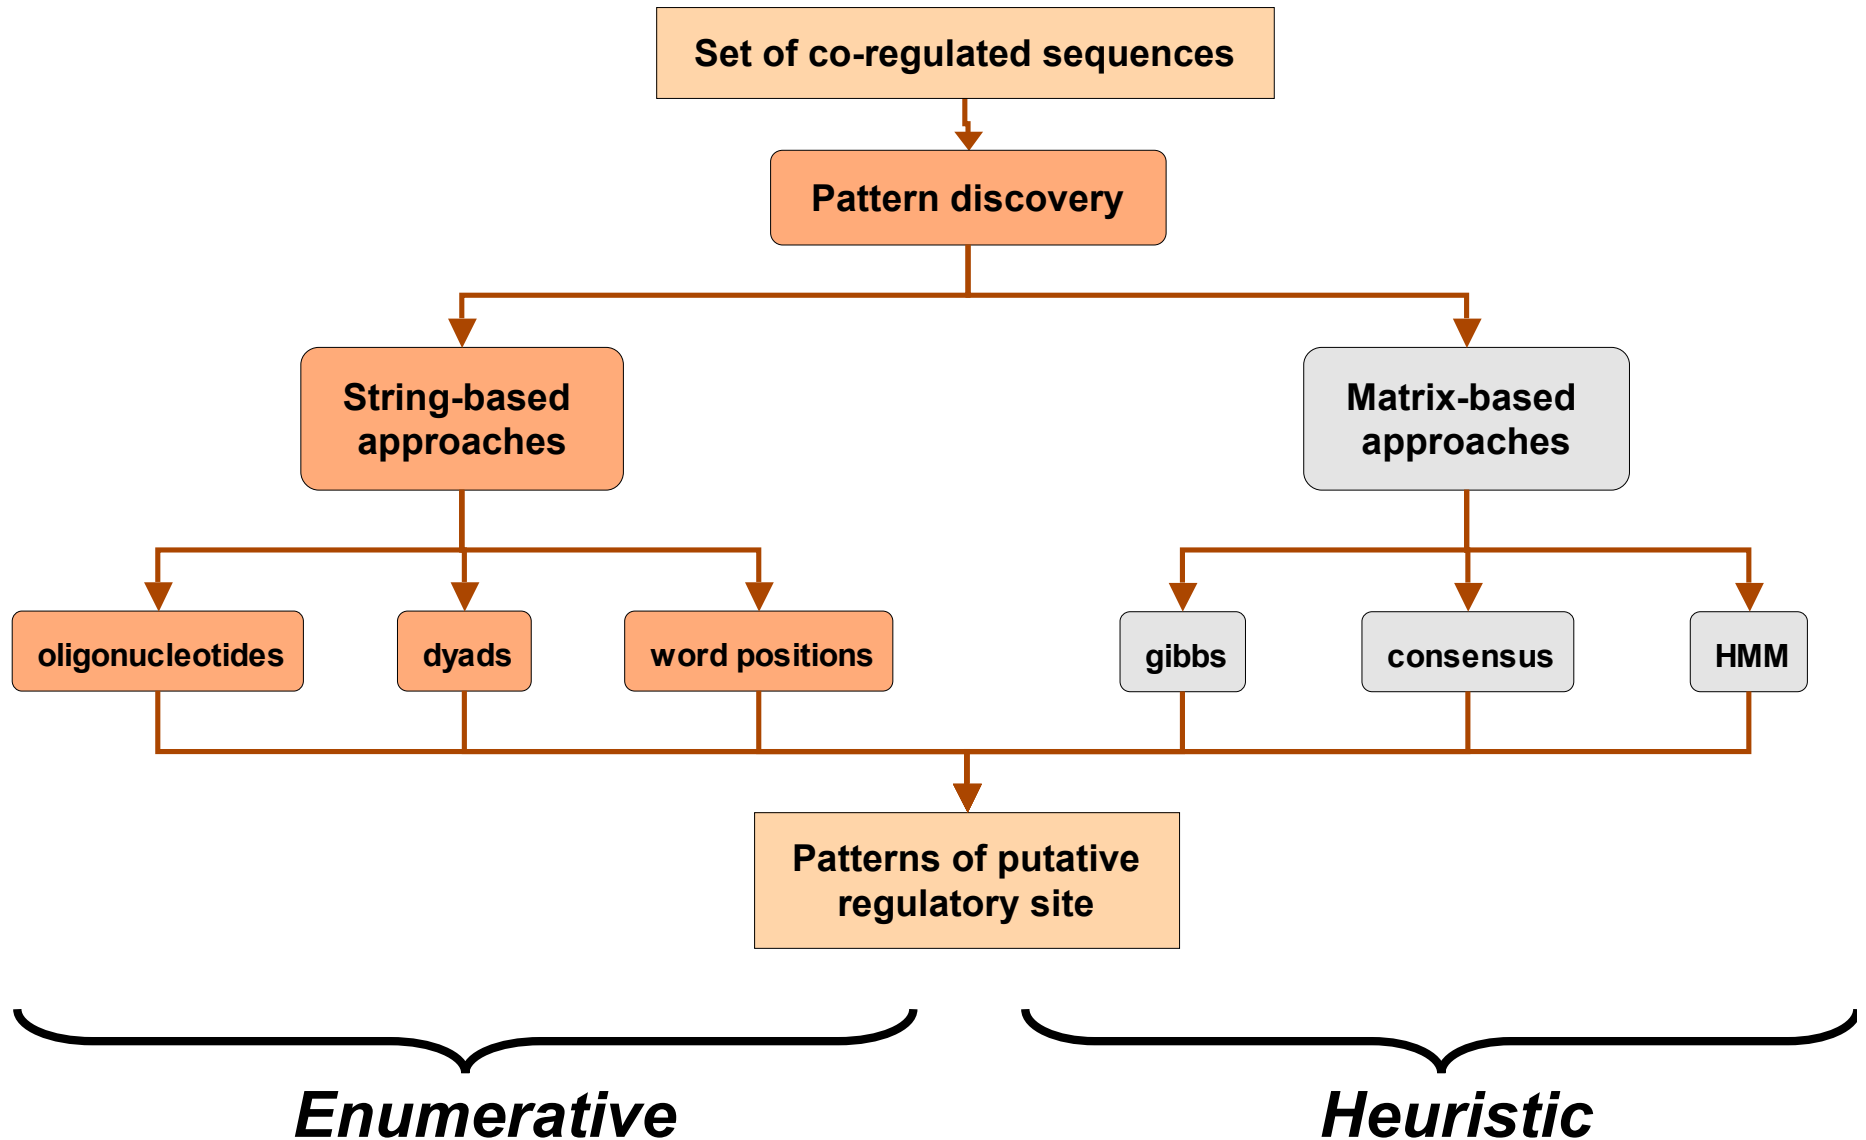 Set of co-regulated sequences
Pattern discovery
String-based
approaches
Matrix-based
approaches
oligonucleotides
dyads
word positions
gibbs
consensus
HMM
Patterns of putative
regulatory site
Enumerative
Heuristic